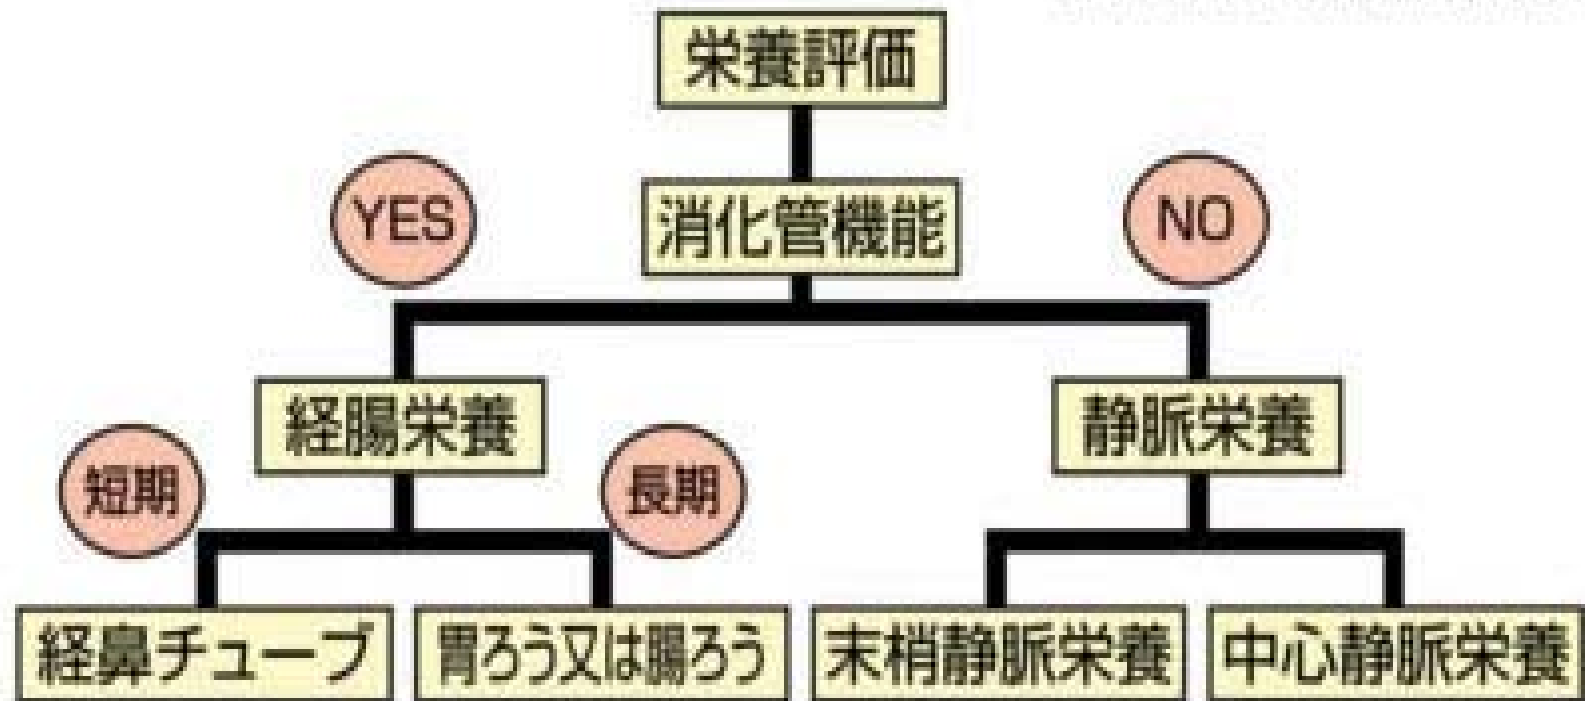 栄養評価
YES
消化管機能
NO
経腸栄養
静脈栄養
短期
長期
経鼻チューブ
胃ろう又は腸ろう
末梢静脈栄養
中心静脈栄養